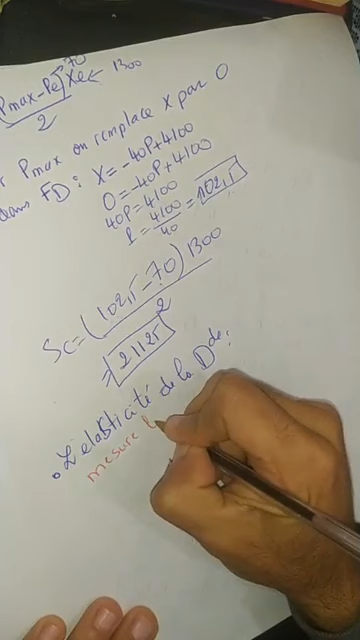 Pmax-Pe) Xe ← 1300
70
2
Pmax on remplace X par 0
dans FD: X = -40P+4100
0 = -40P+4100
40P = 4100
P = 4100/40 = 102,5
Sc = (102,5-70) 1300
2
= 21125
• L'elasticité de la Dde:
mesure